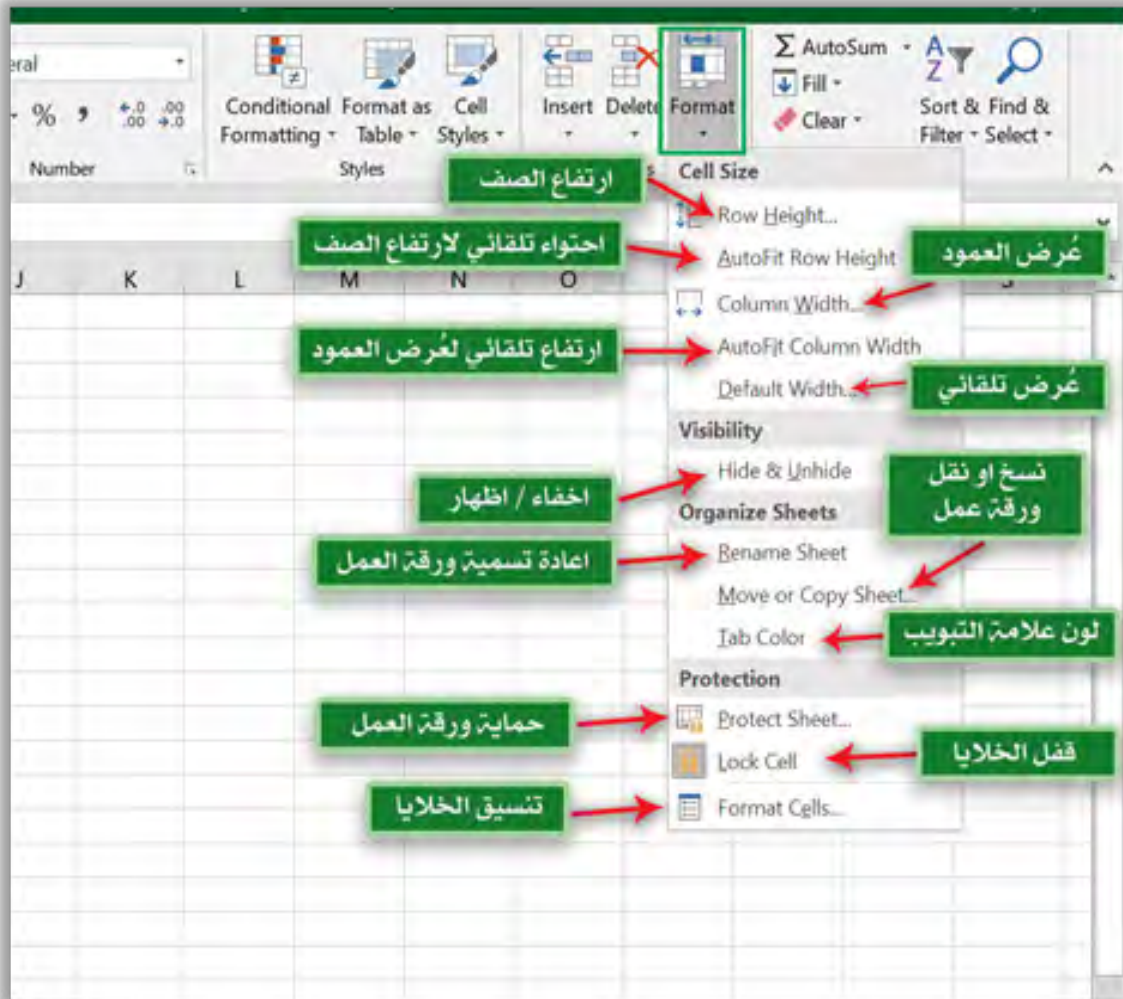 eral
% , .0 .00 .00 .0
Number
Conditional Formatting
Format as Table
Cell Styles
Styles
Insert
Delete
Format
s
Σ AutoSum
Fill
Clear
Sort & Filter
Find & Select
J K L M N O S
Cell Size
ارتفاع الصف
Row Height...
احتواء تلقائي لارتفاع الصف
AutoFit Row Height
عُرض العمود
Column Width...
ارتفاع تلقائي لعُرض العمود
AutoFit Column Width
عُرض تلقائي
Default Width...
Visibility
اخفاء / اظهار
Hide & Unhide
نسخ او نقل
ورقة عمل
Organize Sheets
اعادة تسمية ورقة العمل
Rename Sheet
Move or Copy Sheet...
لون علامة التبويب
Tab Color
Protection
حماية ورقة العمل
Protect Sheet...
قفل الخلايا
Lock Cell
تنسيق الخلايا
Format Cells...